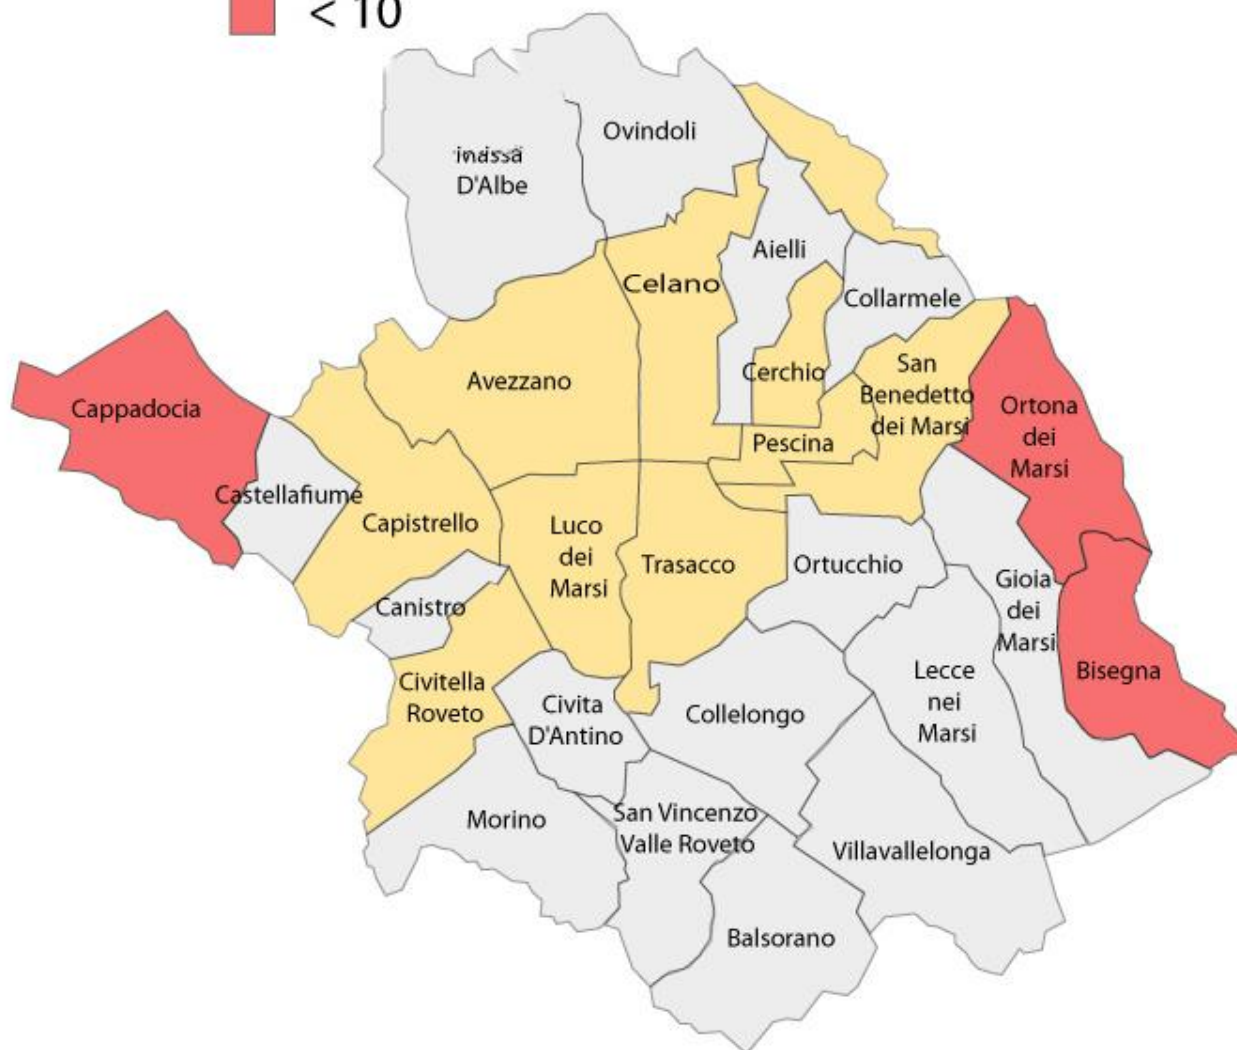 < 10
Ovindoli
D'Albe
Aielli
Celano
Collarmele
Avezzano
Cerchio
San
Benedetto
dei Marsi
Cappadocia
Ortona
dei
Marsi
Pescina
Castellafiume
Capistrello
Luco
dei
Marsi
Trasacco
Ortucchio
Gioia
dei
Marsi
Canistro
Civitella
Roveto
Lecce
nei
Marsi
Bisegna
Civita
D'Antino
Collelongo
Morino
San Vincenzo
Valle Roveto
Villavallelonga
Balsorano